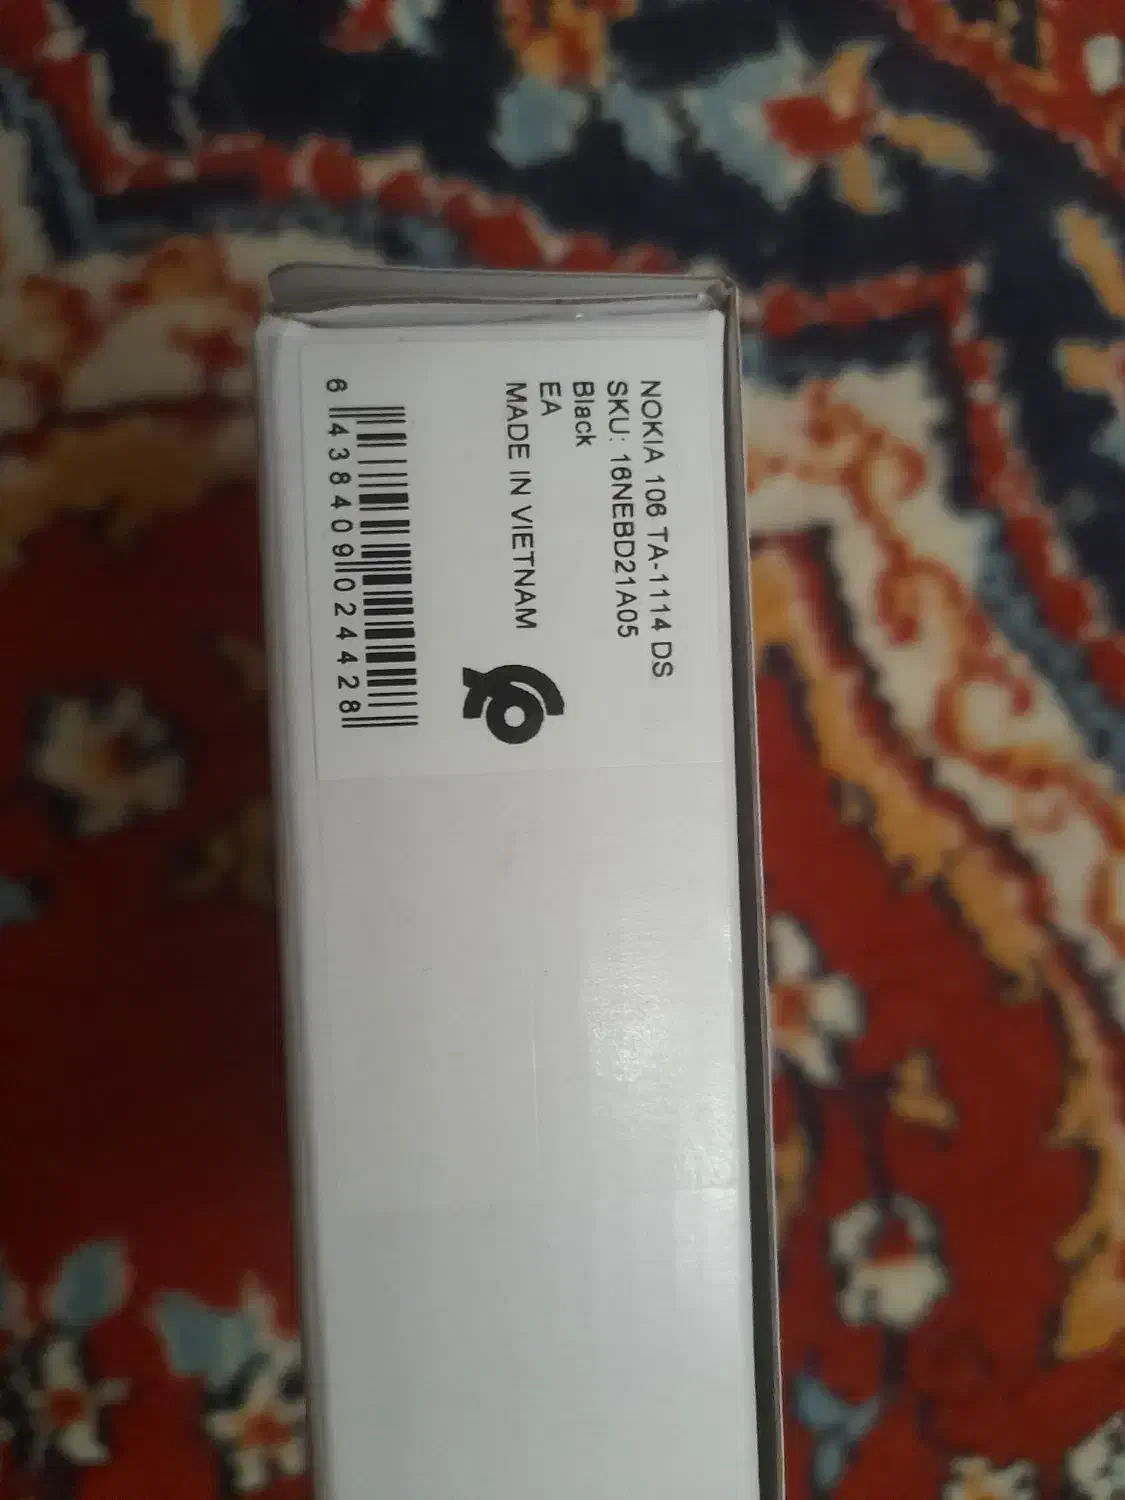 NOKIA 106 TA-1114 DS
SKU: 16NEBD21A05
Black
EA
MADE IN VIETNAM
6 438409 024428